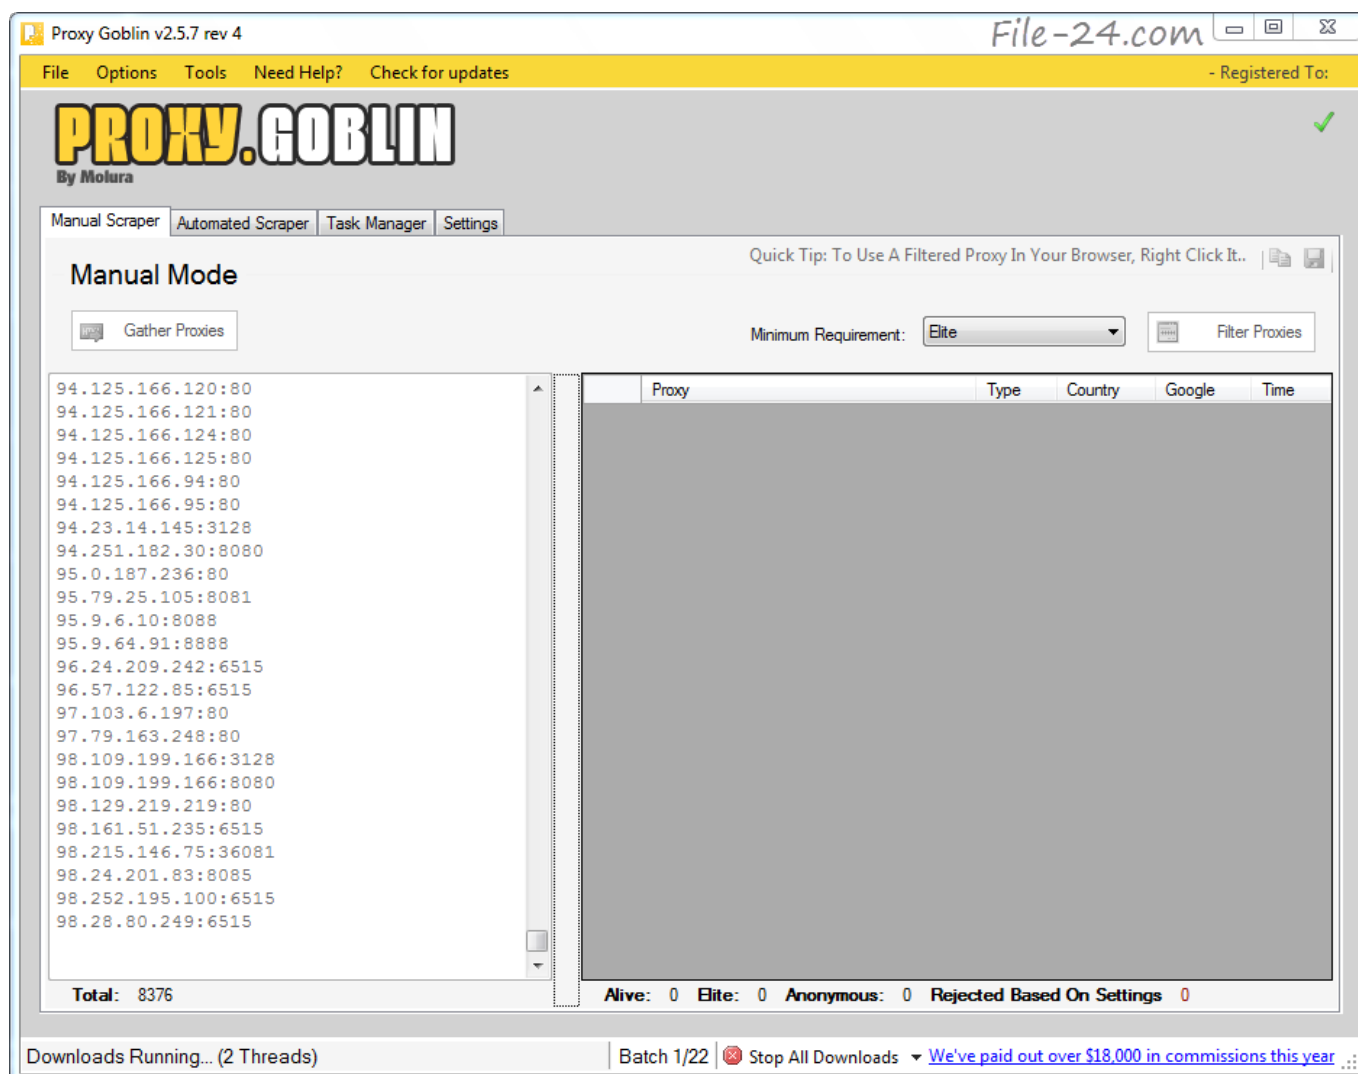 Proxy Goblin v2.5.7 rev 4
File-24.com
File Options Tools Need Help? Check for updates - Registered To:
PROXY.GOBLIN
By Molura
Manual Scraper Automated Scraper Task Manager Settings
Quick Tip: To Use A Filtered Proxy In Your Browser, Right Click It..
Manual Mode
Gather Proxies
Minimum Requirement: Elite
Filter Proxies
94.125.166.120:80
94.125.166.121:80
94.125.166.124:80
94.125.166.125:80
94.125.166.94:80
94.125.166.95:80
94.23.14.145:3128
94.251.182.30:8080
95.0.187.236:80
95.79.25.105:8081
95.9.6.10:8088
95.9.64.91:8888
96.24.209.242:6515
96.57.122.85:6515
97.103.6.197:80
97.79.163.248:80
98.109.199.166:3128
98.109.199.166:8080
98.129.219.219:80
98.161.51.235:6515
98.215.146.75:36081
98.24.201.83:8085
98.252.195.100:6515
98.28.80.249:6515
Proxy Type Country Google Time
Total: 8376
Alive: 0 Elite: 0 Anonymous: 0 Rejected Based On Settings 0
Downloads Running... (2 Threads)
Batch 1/22 Stop All Downloads We've paid out over $18,000 in commissions this year